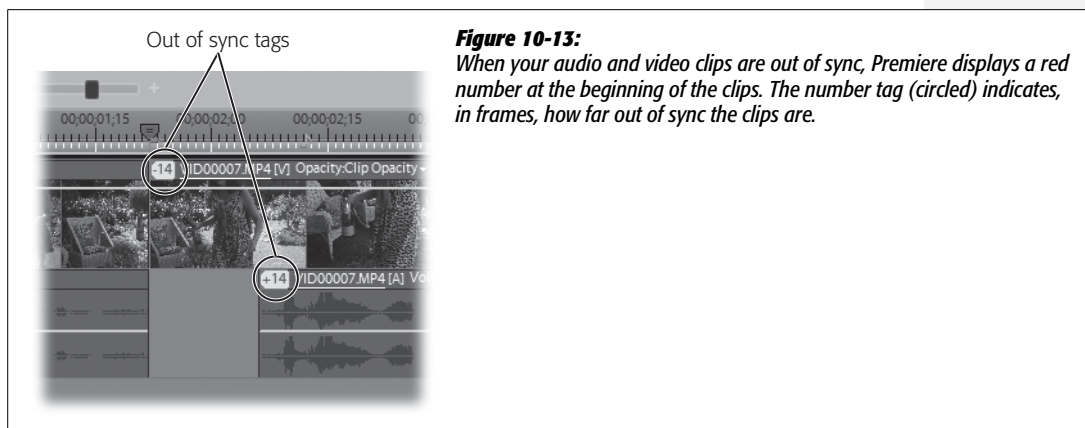 Out of sync tags
Figure 10-13:
When your audio and video clips are out of sync, Premiere displays a red
number at the beginning of the clips. The number tag (circled) indicates,
in frames, how far out of sync the clips are.
00;00;01;15 00;00;02;00 00;00;02;15 00
-14 VID00007.MP4 [V] Opacity:Clip Opacity
+14 VID00007.MP4 [A] Vol